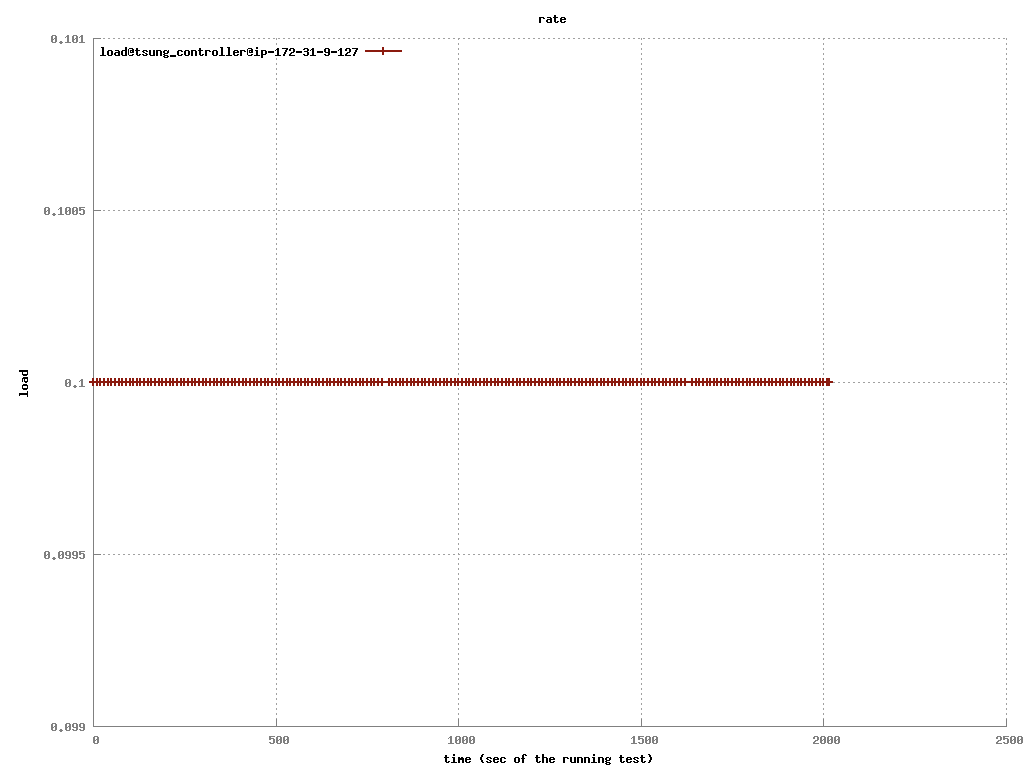 rate
0.101
load@tsung_controller@ip-172-31-9-127
0.1005
0.1
load
0.0995
0.099
0 500 1000 1500 2000 2500
time (sec of the running test)